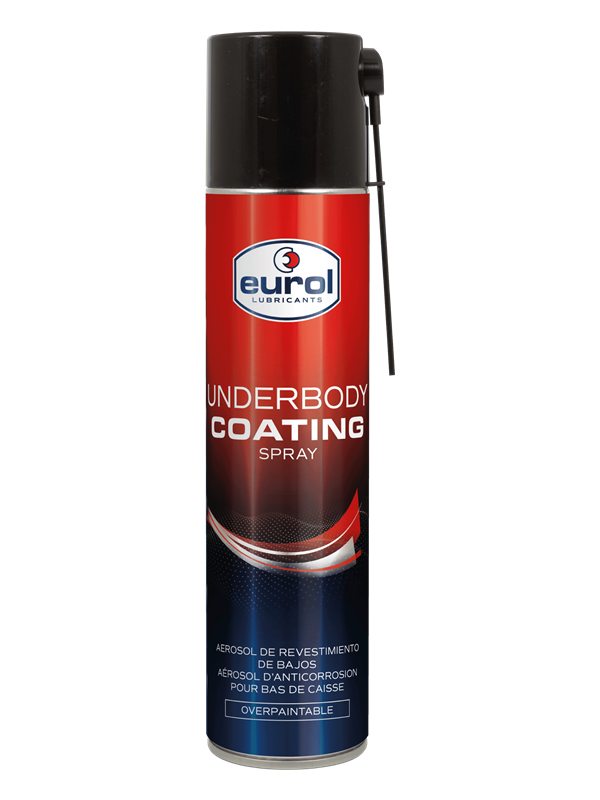 eurol
LUBRICANTS
UNDERBODY
COATING
SPRAY
AEROSOL DE REVESTIMIENTO
DE BAJOS
AÉROSOL D'ANTICORROSION
POUR BAS DE CAISSE
OVERPAINTABLE